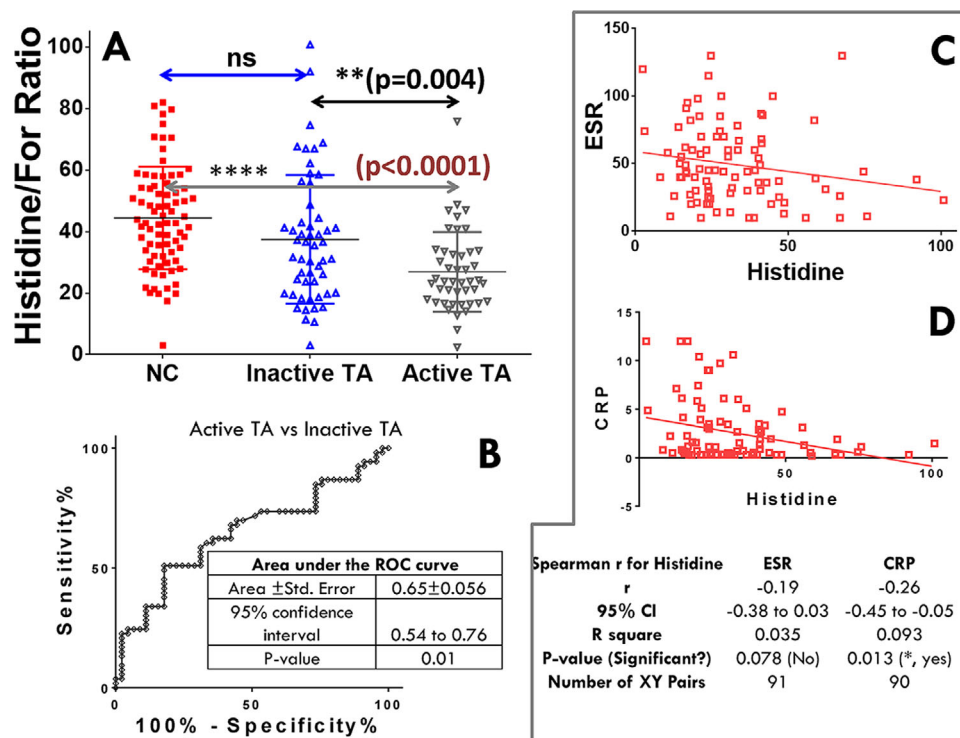 A
Histidine/For Ratio
100
80
60
40
20
0
ns
**(p=0.004)
**** (p<0.0001)
NC Inactive TA Active TA
B
Active TA vs Inactive TA
Sensitivity%
100
50
0
0 50 100
100% - Specificity%
Area under the ROC curve
Area ±Std. Error 0.65±0.056
95% confidence
interval 0.54 to 0.76
P-value 0.01
C
ESR
150
100
50
0
0 50 100
Histidine
D
CRP
15
10
5
0
-5
50 100
Histidine
Spearman r for Histidine ESR CRP
r -0.19 -0.26
95% CI -0.38 to 0.03 -0.45 to -0.05
R square 0.035 0.093
P-value (Significant?) 0.078 (No) 0.013 (*, yes)
Number of XY Pairs 91 90